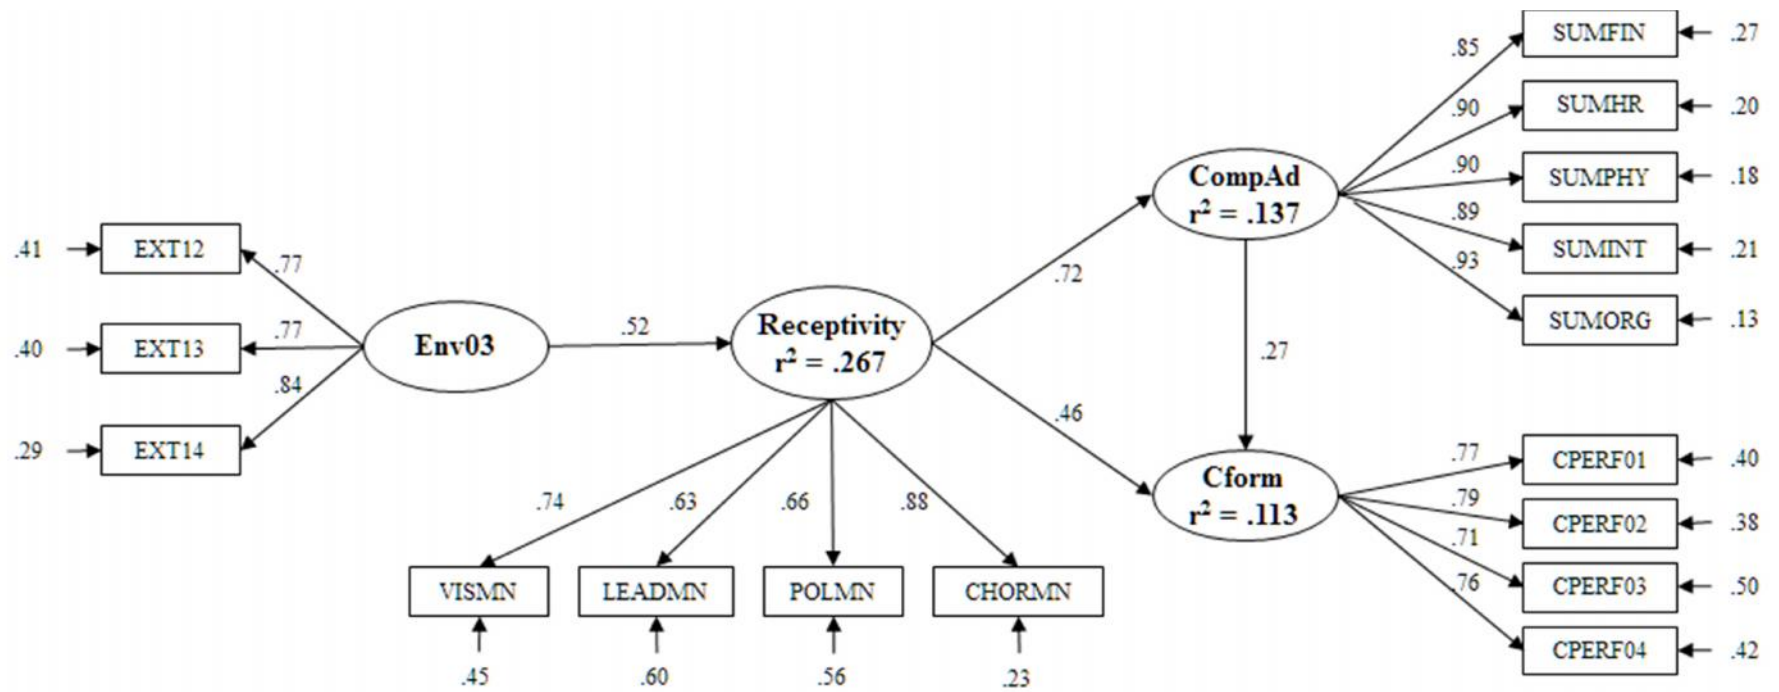 .41
EXT12
.77
.40
EXT13
.77
.29
EXT14
.84
Env03
.52
Receptivity
r² = .267
.74
.63
.66
.88
VISMN
LEADMN
POLMN
CHORMN
.45
.60
.56
.23
.72
.46
CompAd
r² = .137
.27
Cform
r² = .113
.85
SUMFIN
.27
.90
SUMHR
.20
.90
SUMPHY
.18
.89
SUMINT
.21
.93
SUMORG
.13
.77
CPERF01
.40
.79
CPERF02
.38
.71
CPERF03
.50
.76
CPERF04
.42